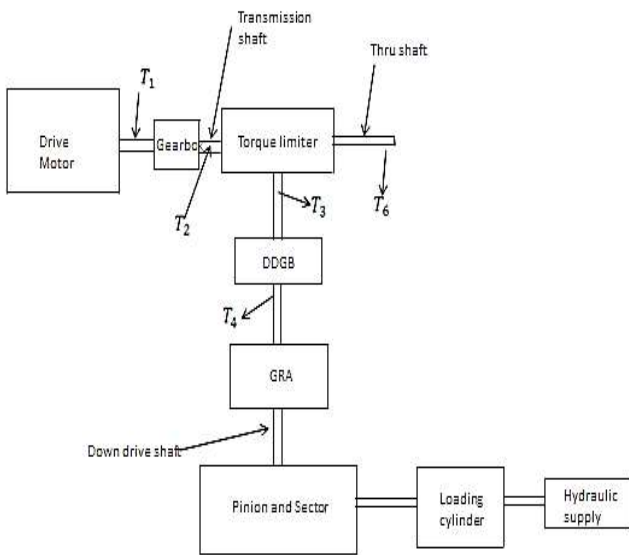 Transmission
shaft
Thru shaft
T₁
Drive
Motor
Gearbox
Torque limiter
T₂
T₃
T₆
DDGB
T₄
GRA
Down drive shaft
Pinion and Sector
Loading
cylinder
Hydraulic
supply